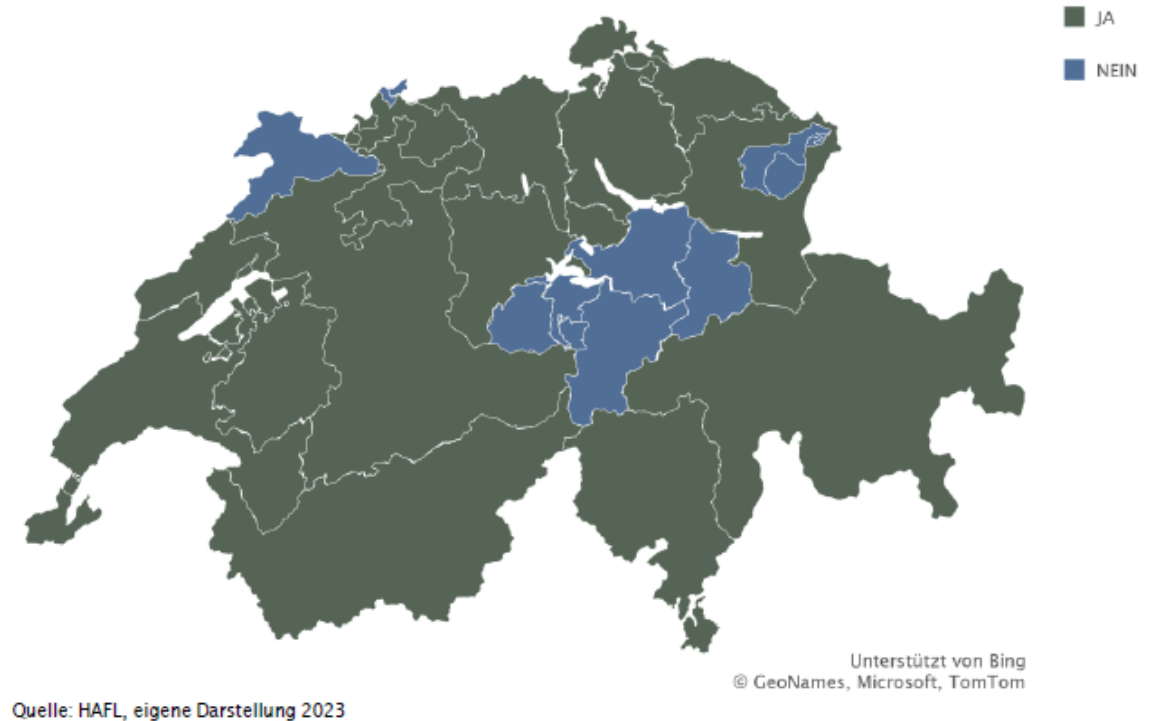 JA
NEIN
Unterstützt von Bing
© GeoNames, Microsoft, TomTom
Quelle: HAFL, eigene Darstellung 2023